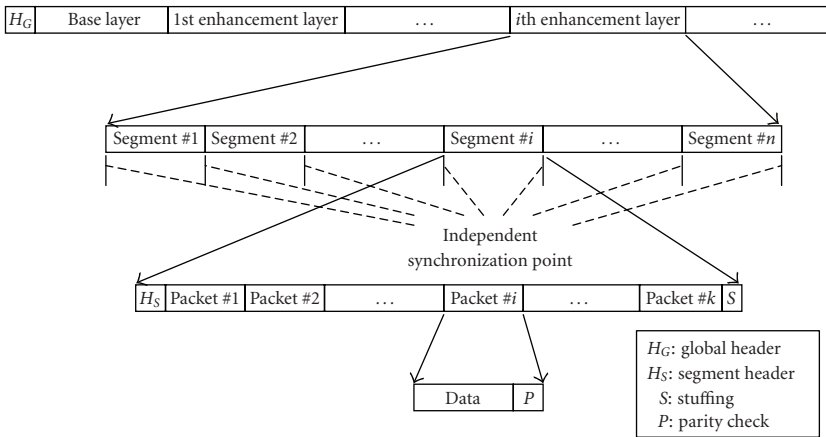 H_G Base layer 1st enhancement layer ... ith enhancement layer ...
Segment #1 Segment #2 ... Segment #i ... Segment #n
Independent
synchronization point
H_S Packet #1 Packet #2 ... Packet #i ... Packet #k S
Data P
H_G: global header
H_S: segment header
S: stuffing
P: parity check